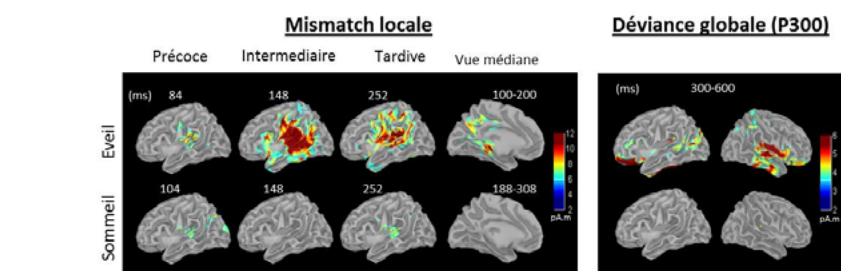 Mismatch locale
Déviance globale (P300)
Précoce
Intermediaire
Tardive
Vue médiane
(ms)
84
148
252
100-200
(ms)
300-600
Eveil
12
10
8
6
4
2
pA.m
6
5
4
3
2
pA.m
Sommeil
104
148
252
188-308